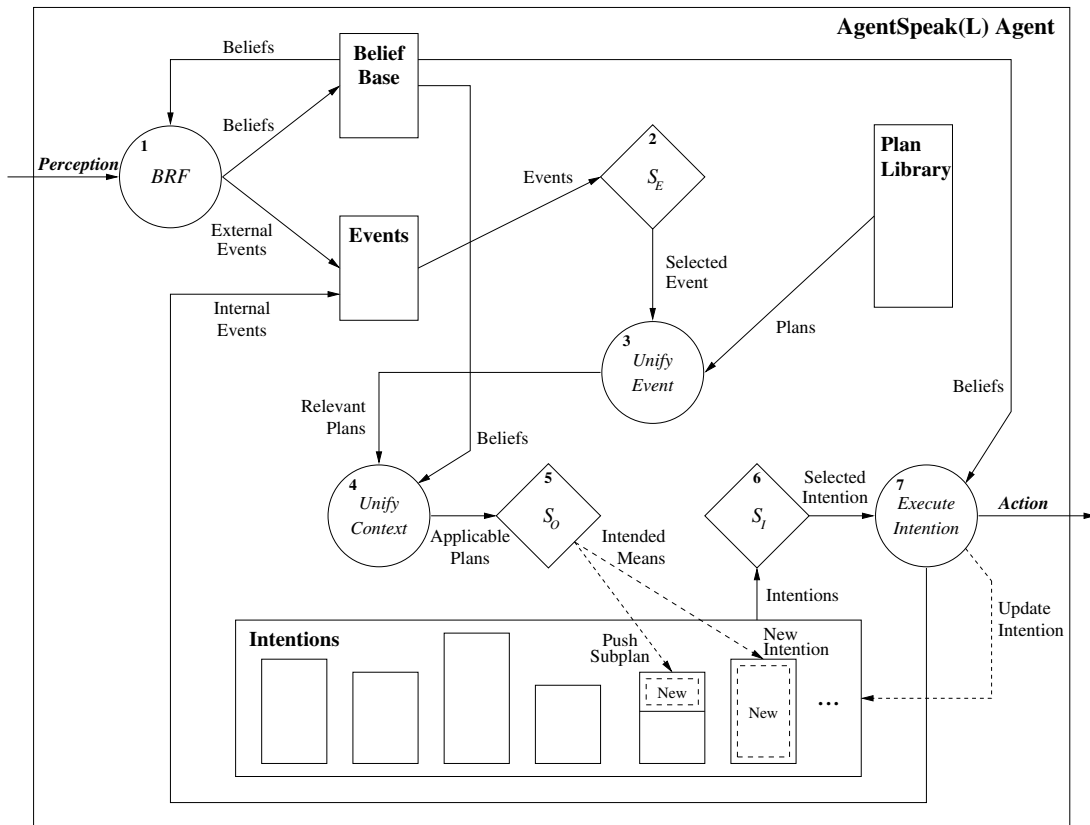 AgentSpeak(L) Agent
Beliefs
Belief
Base
Beliefs
1
BRF
Perception
2
S_E
Plan
Library
Events
External
Events
Events
Selected
Event
Internal
Events
Plans
3
Unify
Event
Relevant
Plans
Beliefs
Beliefs
4
Unify
Context
5
S_O
6
S_I
Selected
Intention
7
Execute
Intention
Action
Applicable
Plans
Intended
Means
Intentions
Update
Intention
Intentions
Push
Subplan
New
Intention
New
New
...